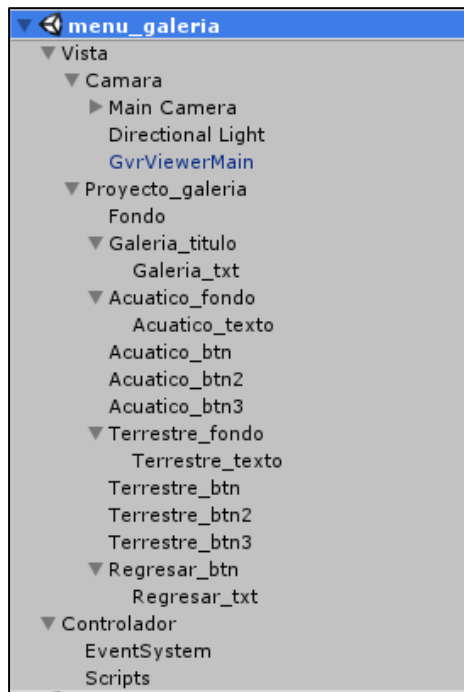 menu_galeria
Vista
Camara
Main Camera
Directional Light
GvrViewerMain
Proyecto_galeria
Fondo
Galeria_titulo
Galeria_txt
Acuatico_fondo
Acuatico_texto
Acuatico_btn
Acuatico_btn2
Acuatico_btn3
Terrestre_fondo
Terrestre_texto
Terrestre_btn
Terrestre_btn2
Terrestre_btn3
Regresar_btn
Regresar_txt
Controlador
EventSystem
Scripts